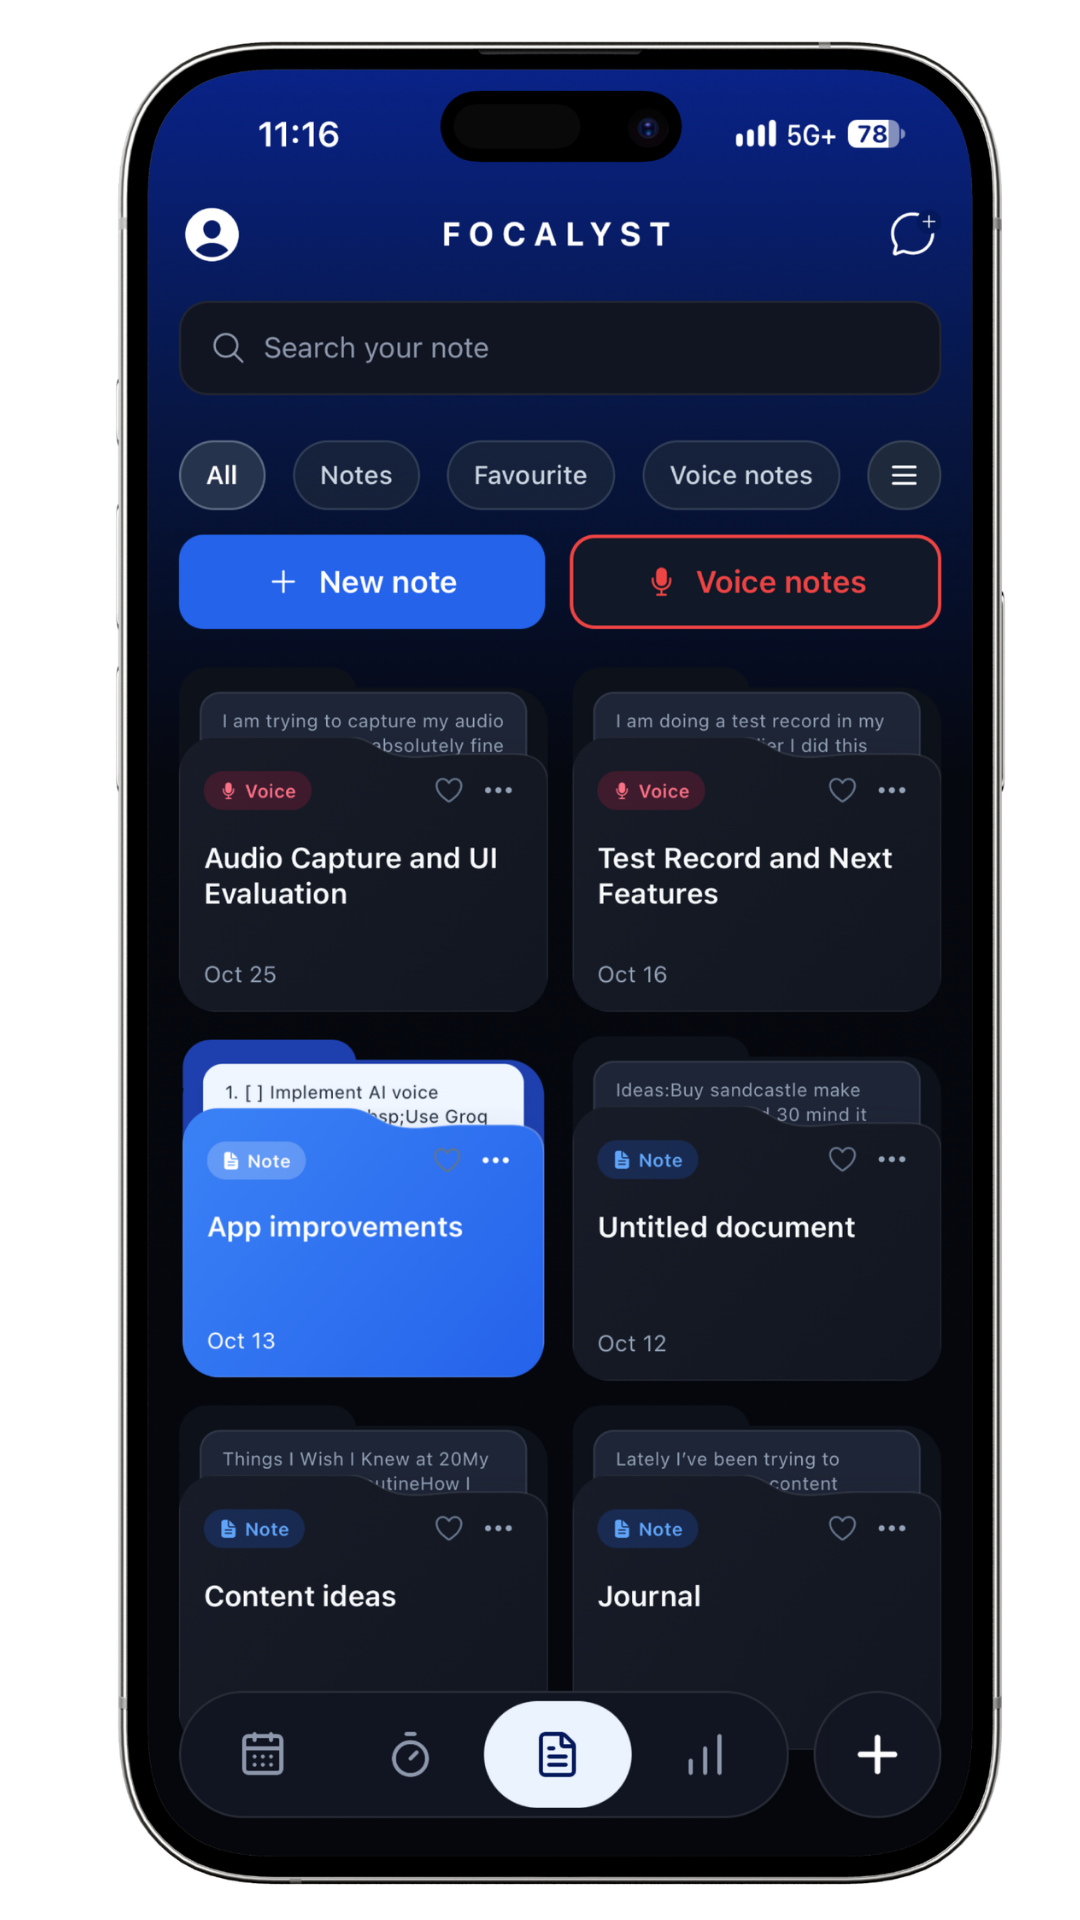 11:16
5G+ 78
FOCALYST
Search your note
All
Notes
Favourite
Voice notes
+ New note
Voice notes
I am trying to capture my audio
absolutely fine
Voice
Audio Capture and UI
Evaluation
Oct 25
I am doing a test record in my
I did this
Voice
Test Record and Next
Features
Oct 16
1. [ ] Implement AI voice
;Use Groq
Note
App improvements
Oct 13
Ideas:Buy sandcastle make
30 mind it
Note
Untitled document
Oct 12
Things I Wish I Knew at 20My
How I
Note
Content ideas
Lately I’ve been trying to
content
Note
Journal